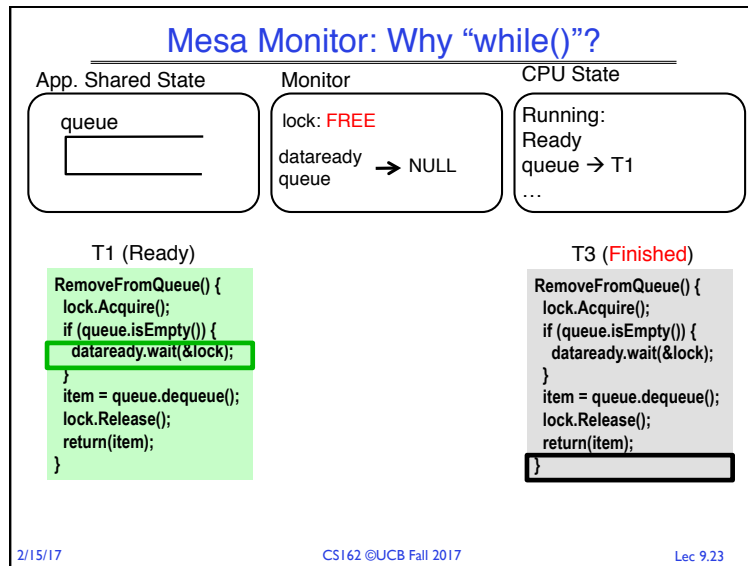 Mesa Monitor: Why “while()”?
App. Shared State
Monitor
CPU State
queue
lock: FREE
dataready
queue → NULL
Running:
Ready
queue → T1
…
T1 (Ready)
RemoveFromQueue() {
lock.Acquire();
if (queue.isEmpty()) {
dataready.wait(&lock);
}
item = queue.dequeue();
lock.Release();
return(item);
}
T3 (Finished)
RemoveFromQueue() {
lock.Acquire();
if (queue.isEmpty()) {
dataready.wait(&lock);
}
item = queue.dequeue();
lock.Release();
return(item);
}
2/15/17
CS162 ©UCB Fall 2017
Lec 9.23